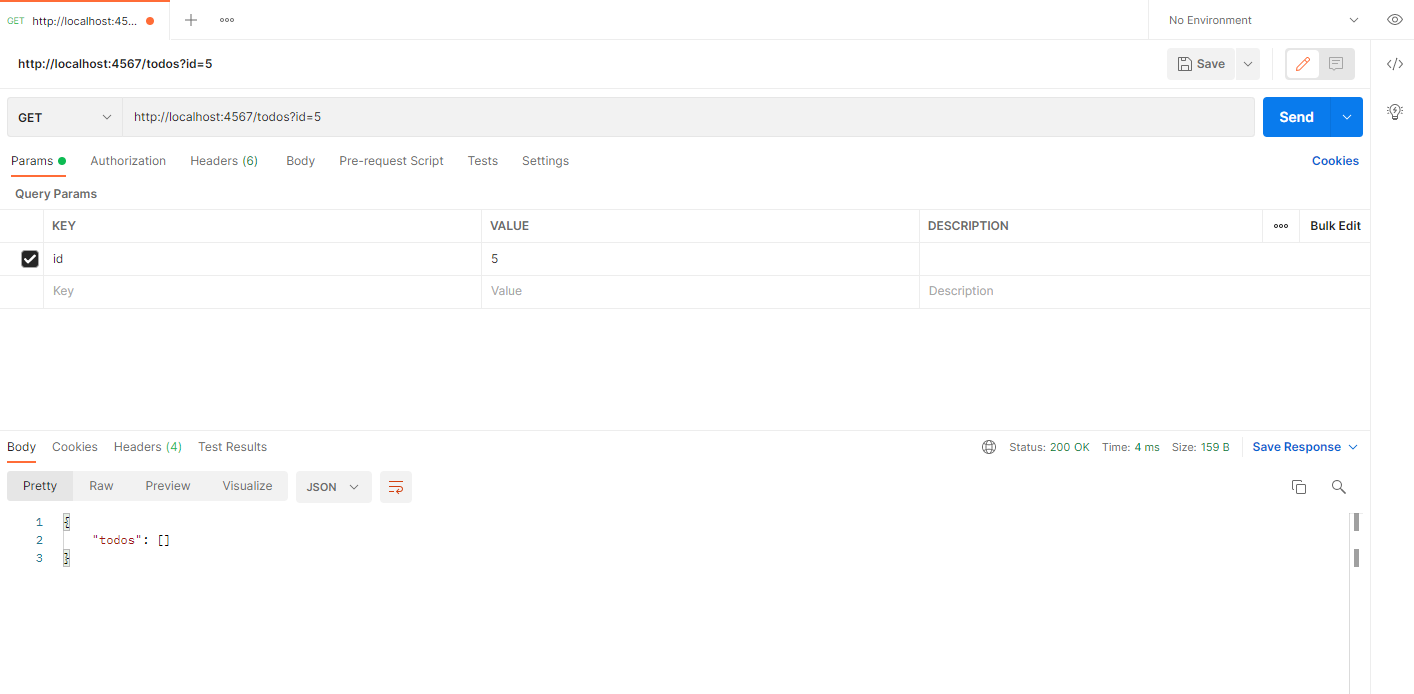 GET http://localhost:45...
No Environment
http://localhost:4567/todos?id=5
Save
GET http://localhost:4567/todos?id=5 Send
Params Authorization Headers (6) Body Pre-request Script Tests Settings Cookies
Query Params
KEY VALUE DESCRIPTION Bulk Edit
id 5
Key Value Description
Body Cookies Headers (4) Test Results Status: 200 OK Time: 4 ms Size: 159 B Save Response
Pretty Raw Preview Visualize JSON
1 {
2 "todos": []
3 }